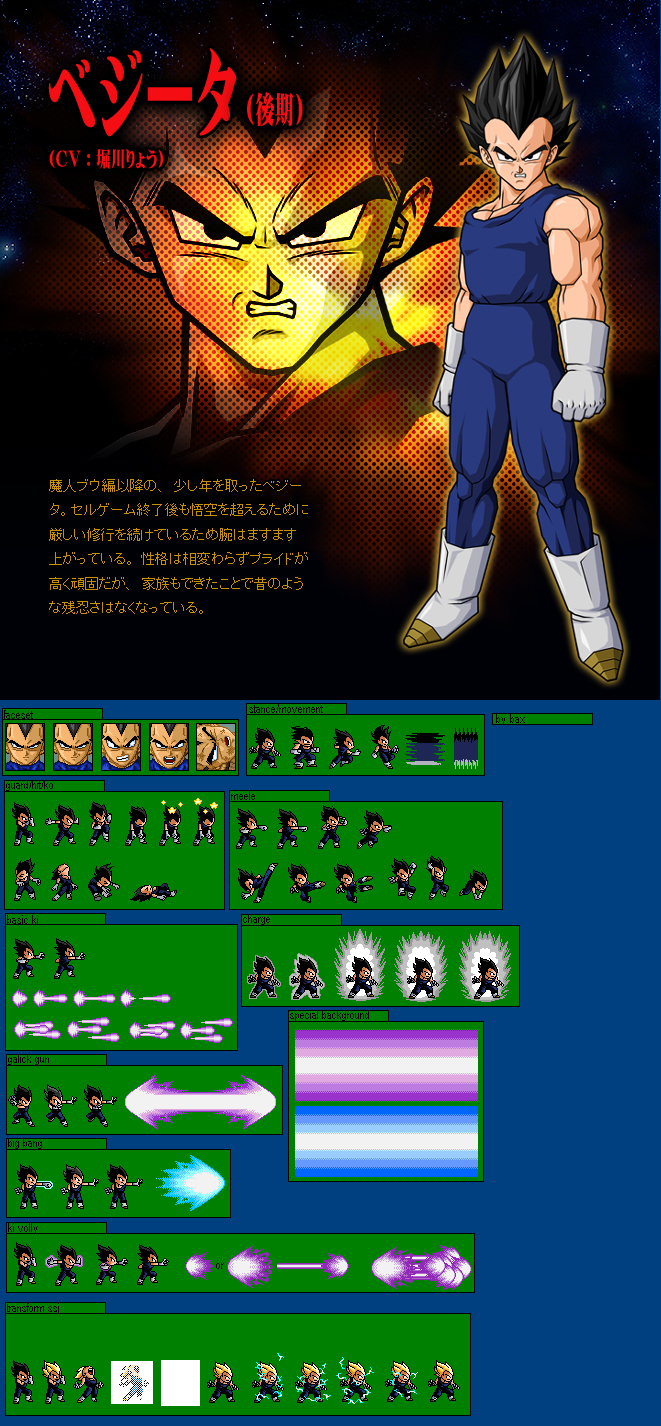 ベジータ(後期)
(CV:堀川りょう)
魔人ブウ編以降の、少し年を取ったベジー
タ。セルゲーム終了後も悟空を超えるために
厳しい修行を続けているため腕はますます
上がっている。性格は相変わらずプライドが
高く頑固だが、家族もできたことで昔のよう
な残忍さはなくなっている。
faceset
stance/movement
by bax
guard/hit/ko
meele
basic ki
charge
special background
galick gun
big bang
ki volly
or
transform ssj